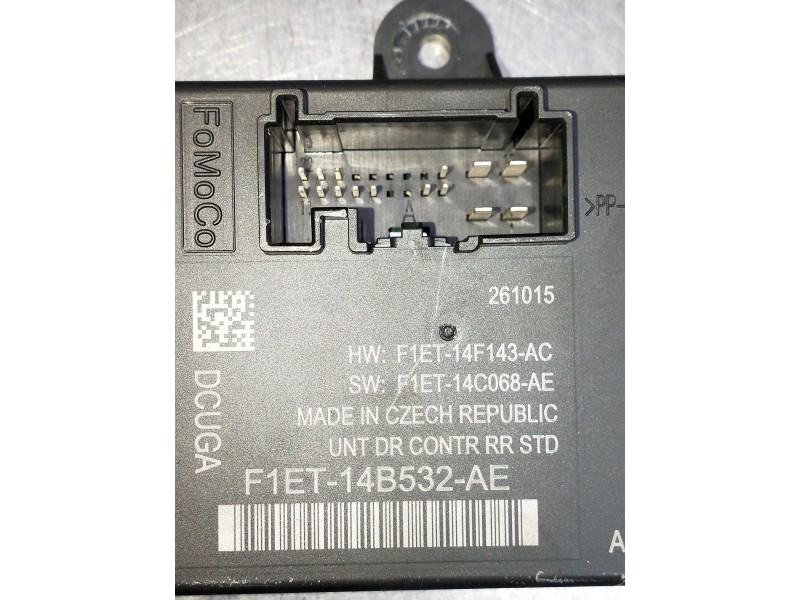 FoMoCo
>PP-
261015
HW: F1ET-14F143-AC
SW: F1ET-14C068-AE
DCUGA
MADE IN CZECH REPUBLIC
UNT DR CONTR RR STD
F1ET-14B532-AE
A